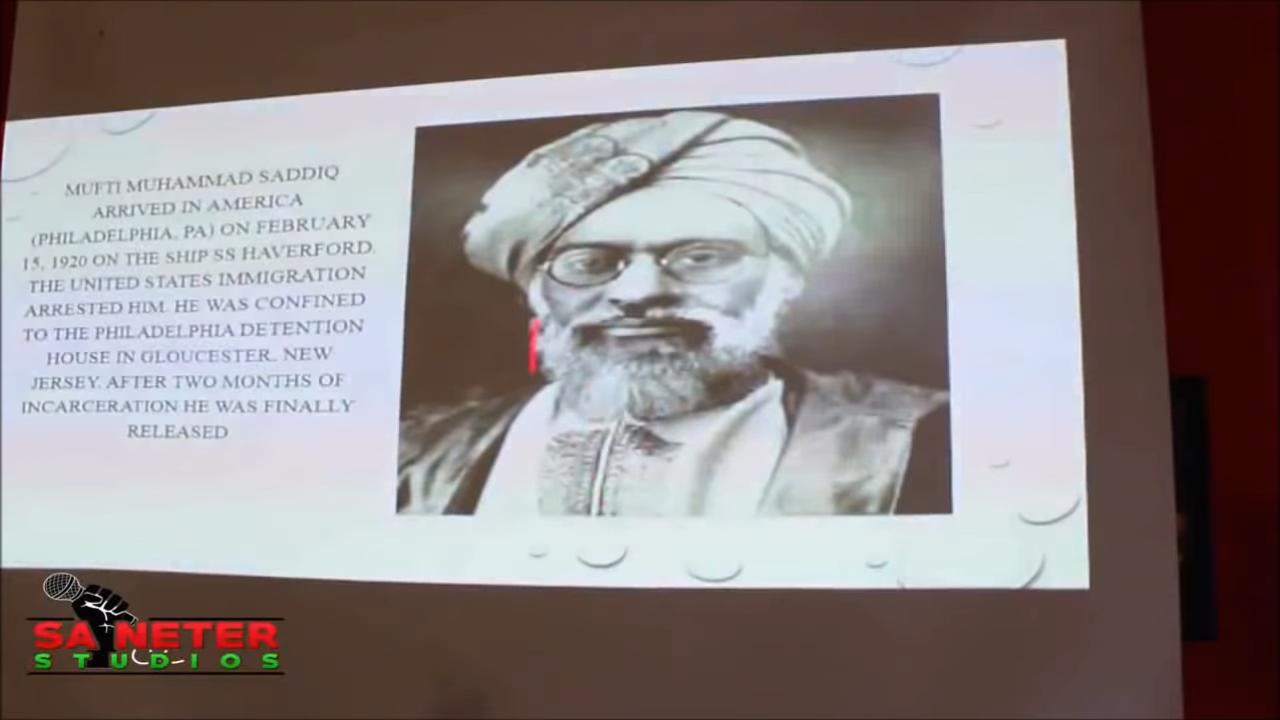 MUFTI MUHAMMAD SADDIQ
ARRIVED IN AMERICA
(PHILADELPHIA, PA) ON FEBRUARY
15, 1920 ON THE SHIP SS HAVERFORD.
THE UNITED STATES IMMIGRATION
ARRESTED HIM. HE WAS CONFINED
TO THE PHILADELPHIA DETENTION
HOUSE IN GLOUCESTER, NEW
JERSEY. AFTER TWO MONTHS OF
INCARCERATION HE WAS FINALLY
RELEASED
SA NETER
STUDIOS